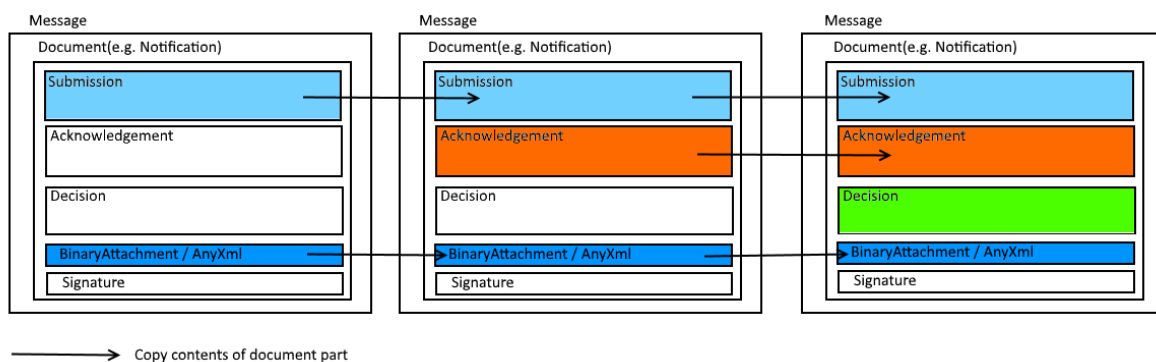 Message
Document(e.g. Notification)
Submission
Acknowledgement
Decision
BinaryAttachment / AnyXml
Signature
Message
Document(e.g. Notification)
Submission
Acknowledgement
Decision
BinaryAttachment / AnyXml
Signature
Message
Document(e.g. Notification)
Submission
Acknowledgement
Decision
BinaryAttachment / AnyXml
Signature
Copy contents of document part